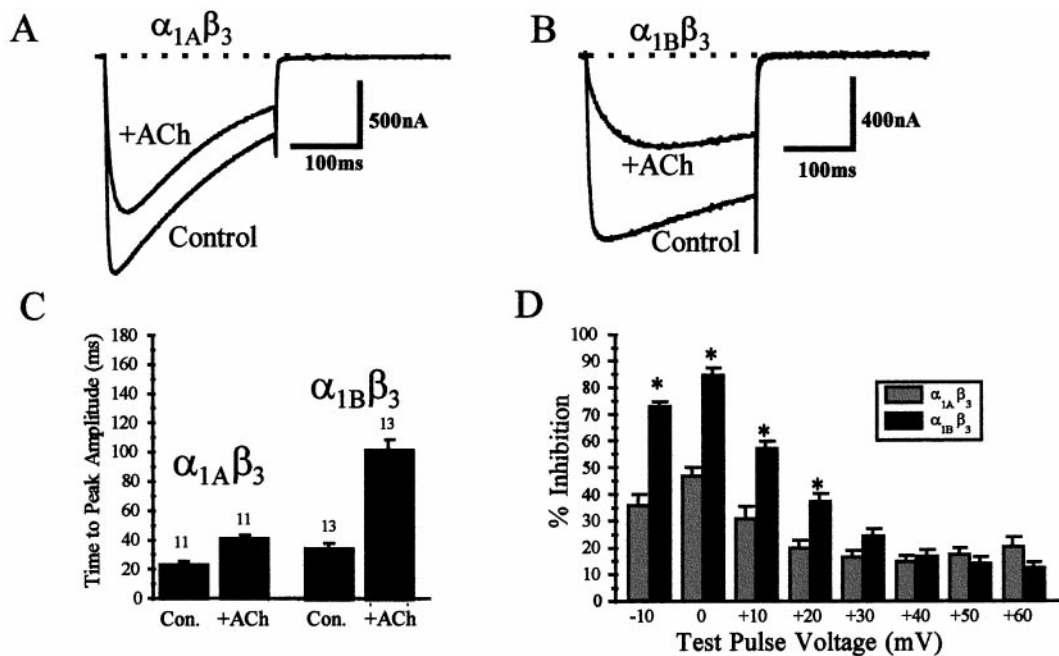 A
α1Aβ3
+ACh
Control
500nA
100ms
B
α1Bβ3
+ACh
Control
400nA
100ms
C
Time to Peak Amplitude (ms)
180
160
140
120
100
80
60
40
20
0
α1Aβ3
α1Bβ3
11
11
13
13
Con. +ACh Con. +ACh
D
% Inhibition
100
90
80
70
60
50
40
30
20
10
0
* * * *
α1Aβ3
α1Bβ3
-10 0 +10 +20 +30 +40 +50 +60
Test Pulse Voltage (mV)